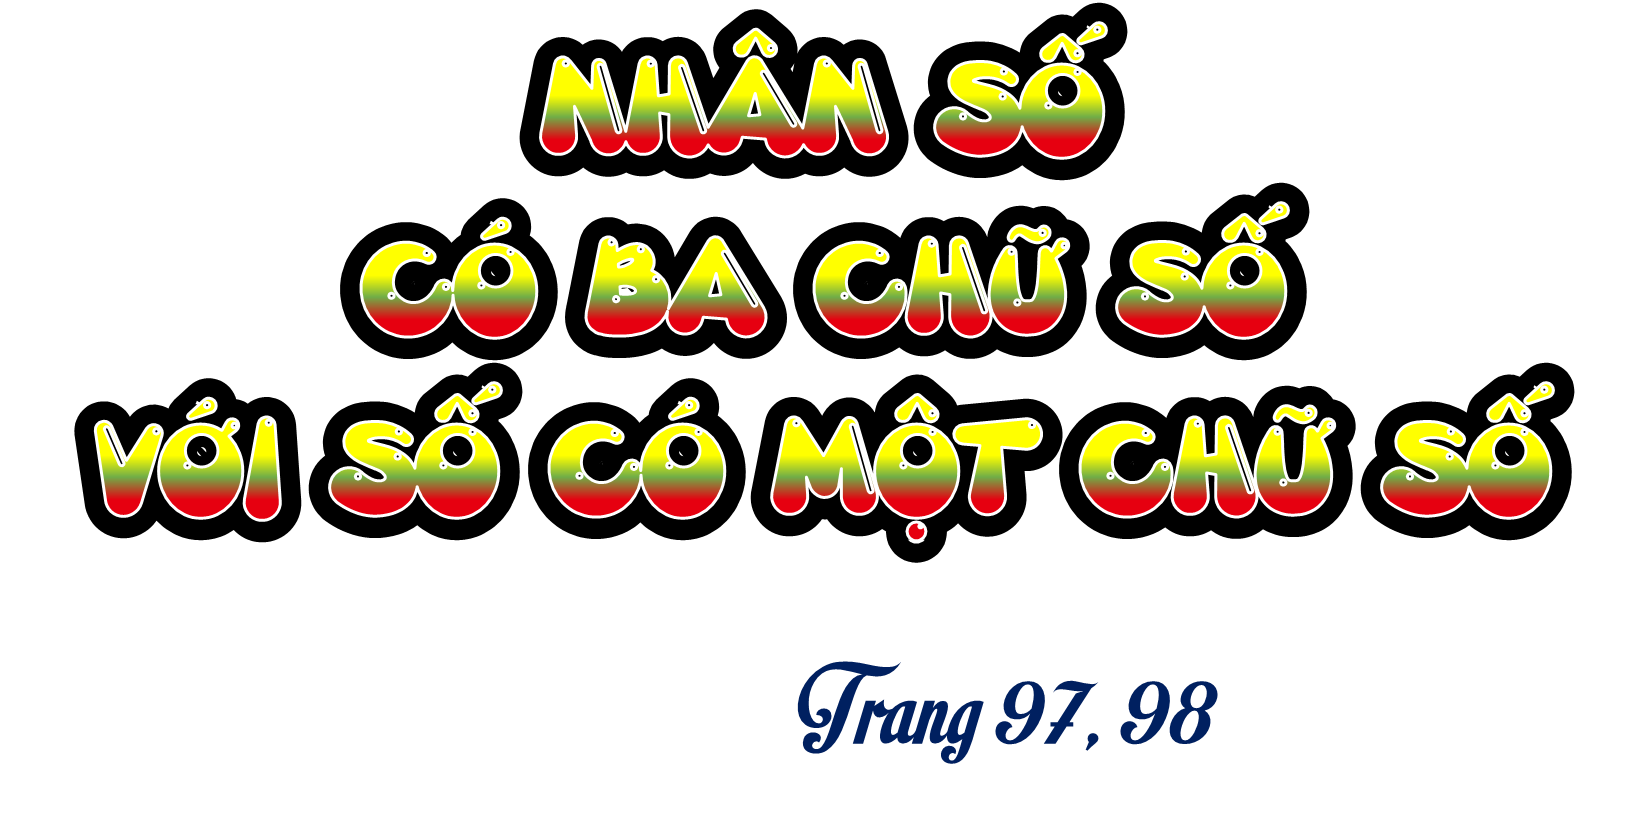 NHÂN SỐ
CÓ BA CHỮ SỐ
VỚI SỐ CÓ MỘT CHỮ SỐ
Trang 97, 98